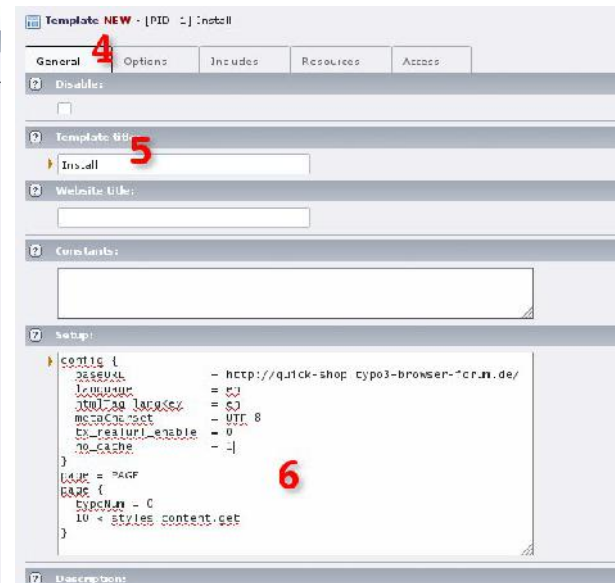 Template NEW - [PID: 1] Install
4
General Options Includes Resources Access
Disable:
Template title:
5
Install
Website title:
Constants:
Setup:
config {
baseURL = http://quick-shop.typo3-browser-forum.de/
language = en
htmlTag_langKey = en
metaCharset = UTF-8
tx_realurl_enable = 0
no_cache = 1
}
page = PAGE
page {
typeNum = 0
10 < styles.content.get
}
6
Description: